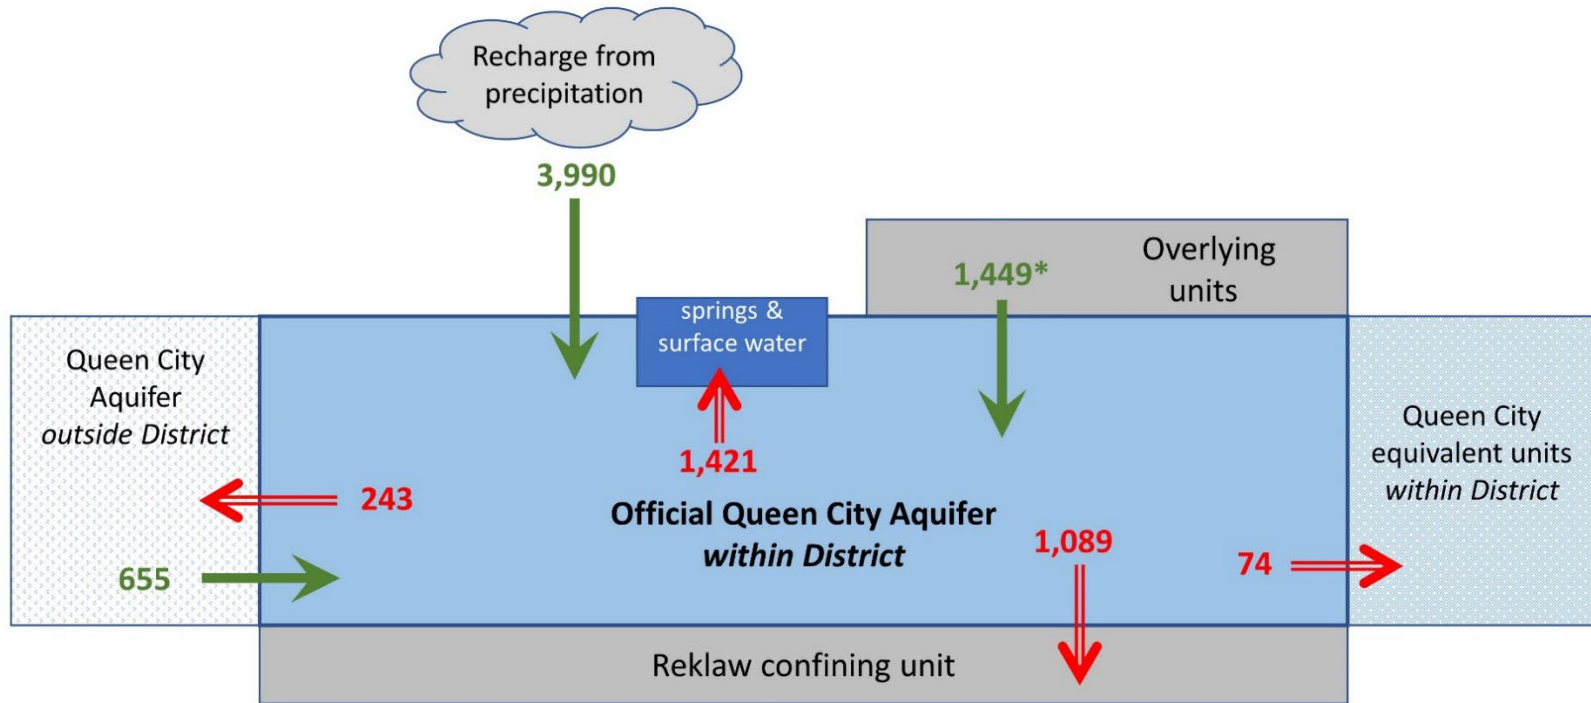 Recharge from
precipitation
3,990
Overlying
units
1,449*
springs &
surface water
Queen City
Aquifer
outside District
Queen City
equivalent units
within District
1,421
243
Official Queen City Aquifer
within District
1,089
74
655
Reklaw confining unit